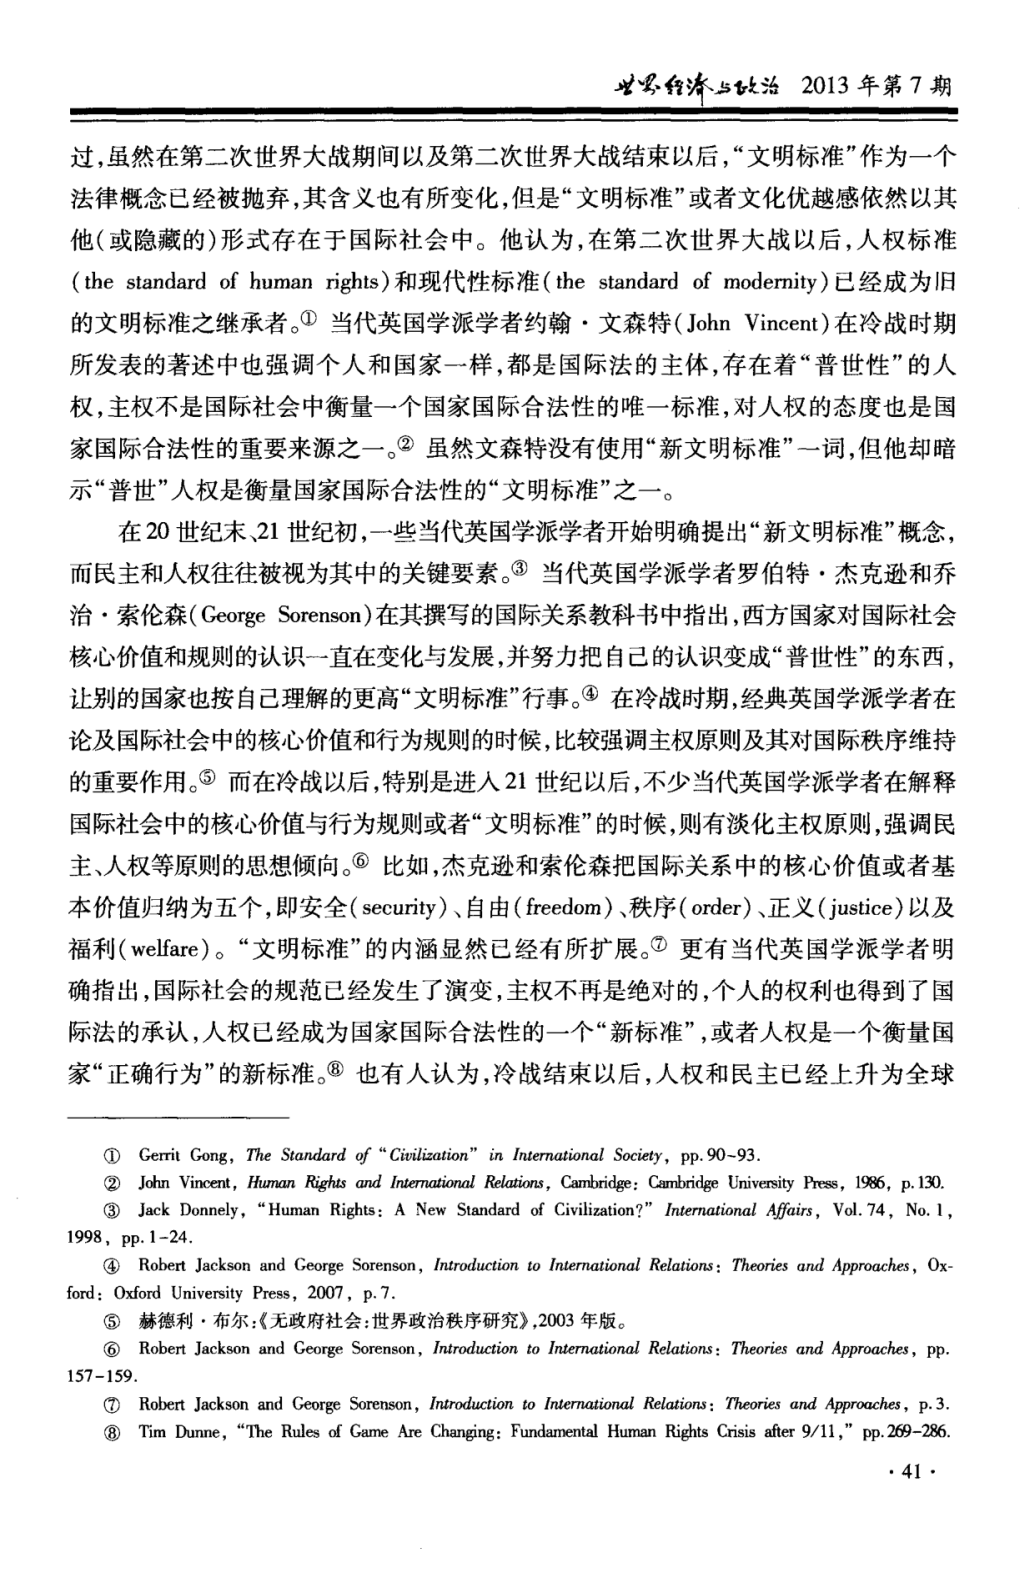 世界经济与政治 2013 年第 7 期
过,虽然在第二次世界大战期间以及第二次世界大战结束以后,“文明标准”作为一个
法律概念已经被抛弃,其含义也有所变化,但是“文明标准”或者文化优越感依然以其
他(或隐藏的)形式存在于国际社会中。他认为,在第二次世界大战以后,人权标准
(the standard of human rights)和现代性标准(the standard of modernity)已经成为旧
的文明标准之继承者。① 当代英国学派学者约翰·文森特(John Vincent)在冷战时期
所发表的著述中也强调个人和国家一样,都是国际法的主体,存在着“普世性”的人
权,主权不是国际社会中衡量一个国家国际合法性的唯一标准,对人权的态度也是国
家国际合法性的重要来源之一。② 虽然文森特没有使用“新文明标准”一词,但他却暗
示“普世”人权是衡量国家国际合法性的“文明标准”之一。
在 20 世纪末、21 世纪初,一些当代英国学派学者开始明确提出“新文明标准”概念,
而民主和人权往往被视为其中的关键要素。③ 当代英国学派学者罗伯特·杰克逊和乔
治·索伦森(George Sorenson)在其撰写的国际关系教科书中指出,西方国家对国际社会
核心价值和规则的认识一直在变化与发展,并努力把自己的认识变成“普世性”的东西,
让别的国家也按自己理解的更高“文明标准”行事。④ 在冷战时期,经典英国学派学者在
论及国际社会中的核心价值和行为规则的时候,比较强调主权原则及其对国际秩序维持
的重要作用。⑤ 而在冷战以后,特别是进入 21 世纪以后,不少当代英国学派学者在解释
国际社会中的核心价值与行为规则或者“文明标准”的时候,则有淡化主权原则,强调民
主、人权等原则的思想倾向。⑥ 比如,杰克逊和索伦森把国际关系中的核心价值或者基
本价值归纳为五个,即安全(security)、自由(freedom)、秩序(order)、正义(justice)以及
福利(welfare)。“文明标准”的内涵显然已经有所扩展。⑦ 更有当代英国学派学者明
确指出,国际社会的规范已经发生了演变,主权不再是绝对的,个人的权利也得到了国
际法的承认,人权已经成为国家国际合法性的一个“新标准”,或者人权是一个衡量国
家“正确行为”的新标准。⑧ 也有人认为,冷战结束以后,人权和民主已经上升为全球
① Gerrit Gong, The Standard of “Civilization” in International Society, pp. 90-93.
② John Vincent, Human Rights and International Relations, Cambridge: Cambridge University Press, 1986, p. 130.
③ Jack Donnely, “Human Rights: A New Standard of Civilization?” International Affairs, Vol. 74, No. 1,
1998, pp. 1-24.
④ Robert Jackson and George Sorenson, Introduction to International Relations: Theories and Approaches, Ox-
ford: Oxford University Press, 2007, p. 7.
⑤ 赫德利·布尔:《无政府社会:世界政治秩序研究》,2003 年版。
⑥ Robert Jackson and George Sorenson, Introduction to International Relations: Theories and Approaches, pp.
157-159.
⑦ Robert Jackson and George Sorenson, Introduction to International Relations: Theories and Approaches, p. 3.
⑧ Tim Dunne, “The Rules of Game Are Changing: Fundamental Human Rights Crisis after 9/11,” pp. 269-286.
· 41 ·